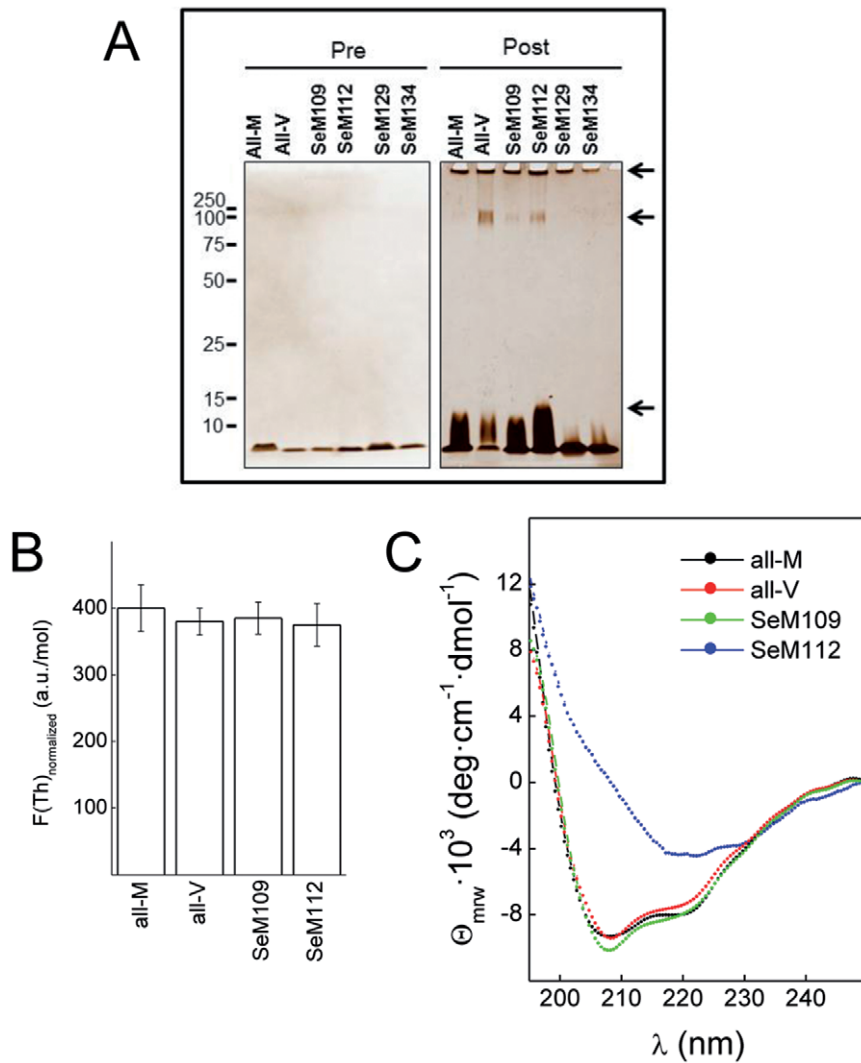 A
Pre
Post
All-M
All-V
SeM109
SeM112
SeM129
SeM134
All-M
All-V
SeM109
SeM112
SeM129
SeM134
250
100
75
50
25
15
10
B
F(Th)normalized (a.u./mol)
400
300
200
100
all-M
all-V
SeM109
SeM112
C
Θmrw·10³ (deg·cm⁻¹·dmol⁻¹)
12
8
4
0
-4
-8
all-M
all-V
SeM109
SeM112
200
210
220
230
240
λ (nm)